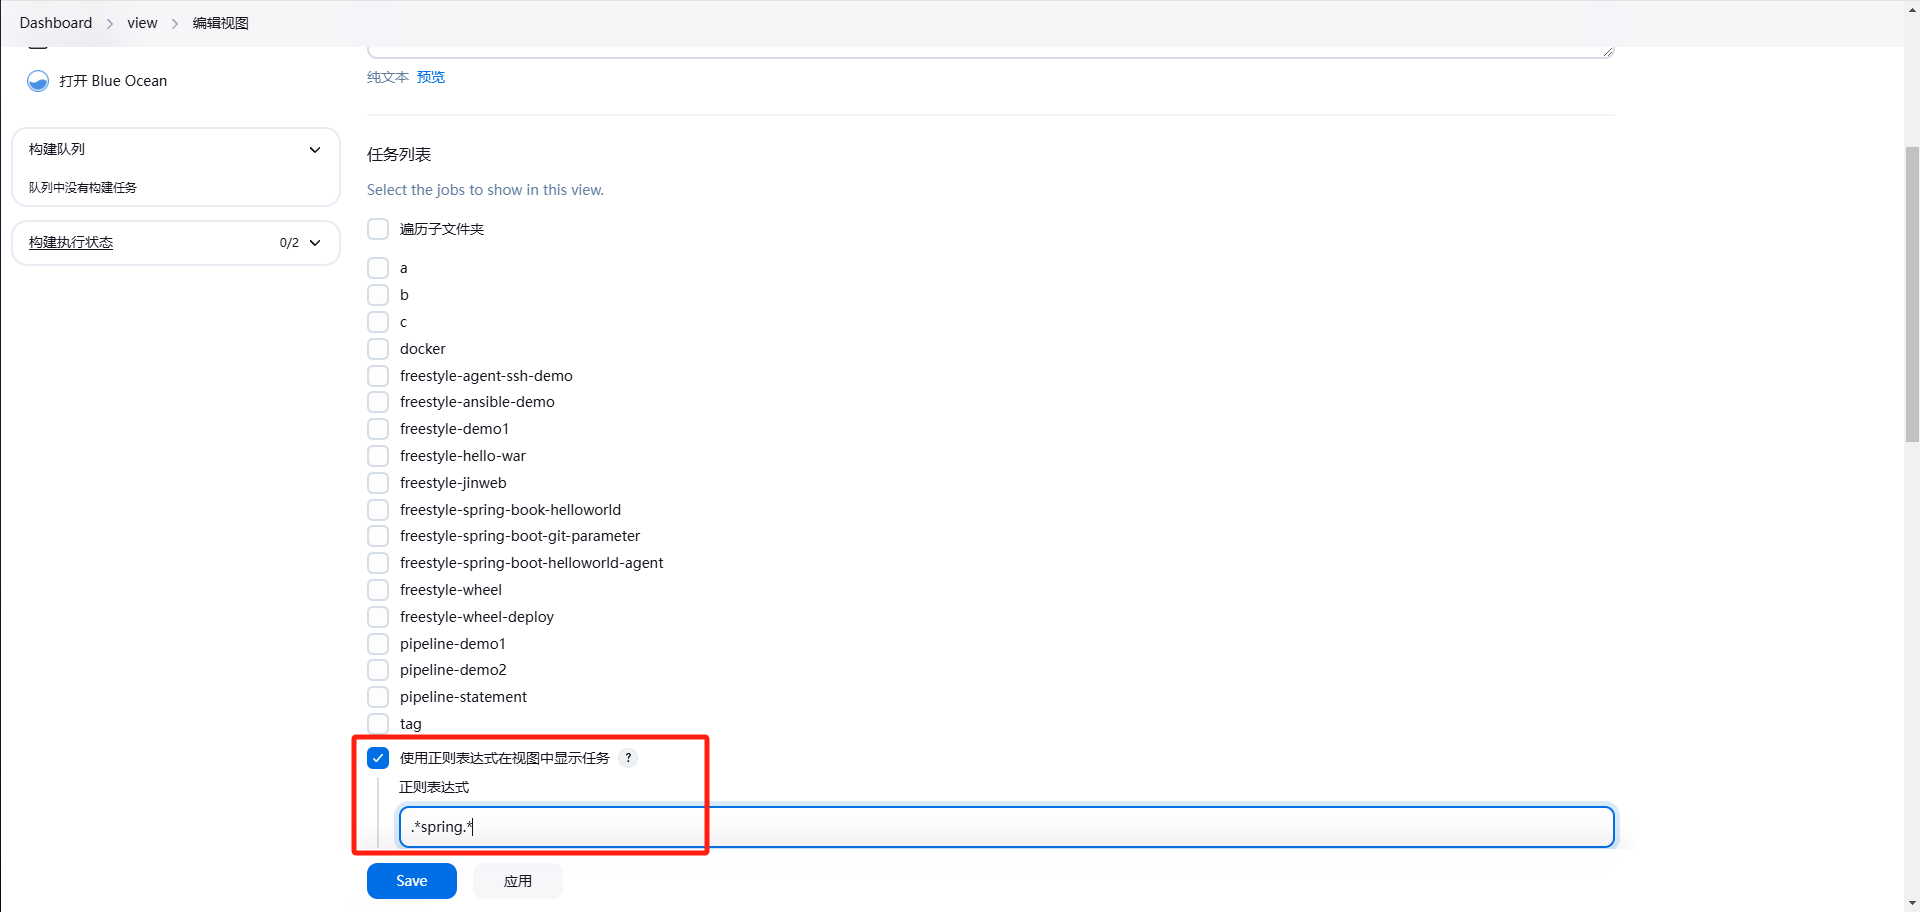 Dashboard > view > 编辑视图
打开 Blue Ocean
纯文本 预览
构建队列
队列中没有构建任务
构建执行状态 0/2
任务列表
Select the jobs to show in this view.
遍历子文件夹
a
b
c
docker
freestyle-agent-ssh-demo
freestyle-ansible-demo
freestyle-demo1
freestyle-hello-war
freestyle-jinweb
freestyle-spring-book-helloworld
freestyle-spring-boot-git-parameter
freestyle-spring-boot-helloworld-agent
freestyle-wheel
freestyle-wheel-deploy
pipeline-demo1
pipeline-demo2
pipeline-statement
tag
使用正则表达式在视图中显示任务 ?
正则表达式
.*spring.*
Save 应用